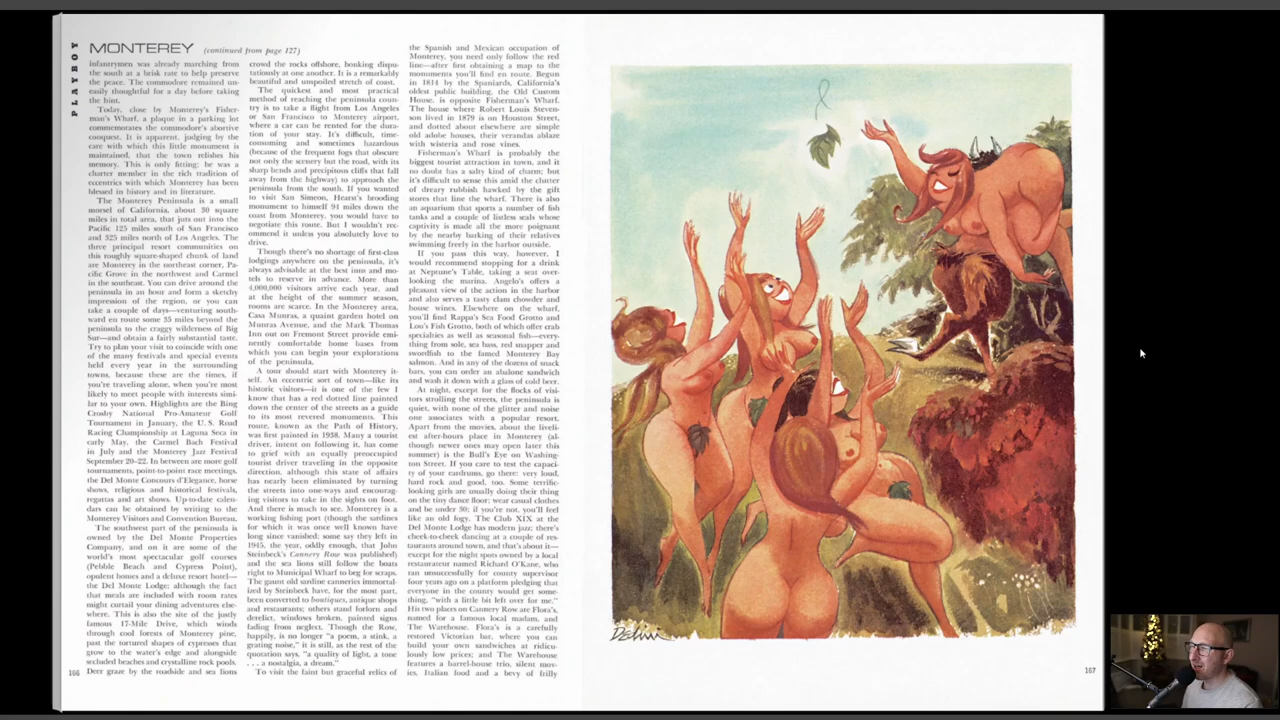 PLAYBOY
MONTEREY (continued from page 127)
infantrymen was already marching from
the south at a brisk rate to help preserve
the peace. The commodore remained un-
easily thoughtful for a day before taking
the hint.
Today, close by Monterey's Fisher-
man's Wharf, a plaque in a parking lot
commemorates the commodore's abortive
conquest. It is apparent, judging by the
care with which this little monument is
maintained, that the town relishes his
memory. This is only fitting; he was a
charter member in the rich tradition of
eccentrics with which Monterey has been
blessed in history and in literature.
The Monterey Peninsula is a small
morsel of California, about 30 square
miles in total area, that juts out into the
Pacific 125 miles south of San Francisco
and 325 miles north of Los Angeles. The
three principal resort communities on
this roughly square-shaped chunk of land
are Monterey in the northeast corner, Pa-
cific Grove in the northwest and Carmel
in the southeast. You can drive around the
peninsula in an hour and form a sketchy
impression of the region, or you can
take a couple of days—venturing south-
ward en route some 35 miles beyond the
peninsula to the craggy wilderness of Big
Sur—and obtain a fairly substantial taste.
Try to plan your visit to coincide with one
of the many festivals and special events
held every year in the surrounding
towns, because these are the times, if
you're traveling alone, when you're most
likely to meet people with interests simi-
lar to your own. Highlights are the Bing
Crosby National Pro-Amateur Golf
Tournament in January, the U. S. Road
Racing Championship at Laguna Seca in
early May, the Carmel Bach Festival
in July and the Monterey Jazz Festival
September 20–22. In between are more golf
tournaments, point-to-point race meetings,
the Del Monte Concours d'Elegance, horse
shows, religious and historical festivals,
regattas and art shows. Up-to-date calen-
dars can be obtained by writing to the
Monterey Visitors and Convention Bureau.
The southwest part of the peninsula is
owned by the Del Monte Properties
Company, and on it are some of the
world's most spectacular golf courses
(Pebble Beach and Cypress Point),
opulent homes and a deluxe resort hotel—
the Del Monte Lodge; although the fact
that meals are included with room rates
might curtail your dining adventures else-
where. This is also the site of the justly
famous 17-Mile Drive, which winds
through cool forests of Monterey pine,
past the tortured shapes of cypresses that
grow to the water's edge and alongside
secluded beaches and crystalline rock pools.
Deer graze by the roadside and sea lions
166
crowd the rocks offshore, honking dispu-
tatiously at one another. It is a remarkably
beautiful and unspoiled stretch of coast.
The quickest and most practical
method of reaching the peninsula coun-
try is to take a flight from Los Angeles
or San Francisco to Monterey airport,
where a car can be rented for the dura-
tion of your stay. It's difficult, time-
consuming and sometimes hazardous
(because of the frequent fogs that obscure
not only the scenery but the road, with its
sharp bends and precipitous cliffs that fall
away from the highway) to approach the
peninsula from the south. If you wanted
to visit San Simeon, Hearst's brooding
monument to himself 94 miles down the
coast from Monterey, you would have to
negotiate this route. But I wouldn't rec-
ommend it unless you absolutely love to
drive.
Though there's no shortage of first-class
lodgings anywhere on the peninsula, it's
always advisable at the best inns and mo-
tels to reserve in advance. More than
4,000,000 visitors arrive each year, and
at the height of the summer season,
rooms are scarce. In the Monterey area,
Casa Munras, a quaint garden hotel on
Munras Avenue, and the Mark Thomas
Inn out on Fremont Street provide emi-
nently comfortable home bases from
which you can begin your explorations
of the peninsula.
A tour should start with Monterey it-
self. An eccentric sort of town—like its
historic visitors—it is one of the few I
know that has a red dotted line painted
down the center of the streets as a guide
to its most revered monuments. This
route, known as the Path of History,
was first painted in 1938. Many a tourist
driver, intent on following it, has come
to grief with an equally preoccupied
tourist driver traveling in the opposite
direction, although this state of affairs
has nearly been eliminated by turning
the streets into one-ways and encourag-
ing visitors to take in the sights on foot.
And there is much to see. Monterey is a
working fishing port (though the sardines
for which it was once well known have
long since vanished; some say they left in
1945, the year, oddly enough, that John
Steinbeck's Cannery Row was published)
and the sea lions still follow the boats
right to Municipal Wharf to beg for scraps.
The gaunt old sardine canneries immortal-
ized by Steinbeck have, for the most part,
been converted to boutiques, antique shops
and restaurants; others stand forlorn and
derelict, windows broken, painted signs
fading from neglect. Though the Row,
happily, is no longer "a poem, a stink, a
grating noise," it is still, as the rest of the
quotation says, "a quality of light, a tone
. . . a nostalgia, a dream."
To visit the faint but graceful relics of
the Spanish and Mexican occupation of
Monterey, you need only follow the red
line—after first obtaining a map to the
monuments you'll find en route. Begun
in 1814 by the Spaniards, California's
oldest public building, the Old Custom
House, is opposite Fisherman's Wharf.
The house where Robert Louis Steven-
son lived in 1879 is on Houston Street,
and dotted about elsewhere are simple
old adobe houses, their verandas ablaze
with wisteria and rose vines.
Fisherman's Wharf is probably the
biggest tourist attraction in town, and it
no doubt has a salty kind of charm; but
it's difficult to sense this amid the clutter
of dreary rubbish hawked by the gift
stores that line the wharf. There is also
an aquarium that sports a number of fish
tanks and a couple of listless seals whose
captivity is made all the more poignant
by the nearby barking of their relatives
swimming freely in the harbor outside.
If you pass this way, however, I
would recommend stopping for a drink
at Neptune's Table, taking a seat over-
looking the marina. Angelo's offers a
pleasant view of the action in the harbor
and also serves a tasty clam chowder and
house wines. Elsewhere on the wharf,
you'll find Rappa's Sea Food Grotto and
Lou's Fish Grotto, both of which offer crab
specialties as well as seasonal fish—every-
thing from sole, sea bass, red snapper and
swordfish to the famed Monterey Bay
salmon. And in any of the dozens of snack
bars, you can order an abalone sandwich
and wash it down with a glass of cold beer.
At night, except for the flocks of visi-
tors strolling the streets, the peninsula is
quiet, with none of the glitter and noise
one associates with a popular resort.
Apart from the movies, about the liveli-
est after-hours place in Monterey (al-
though newer ones may open later this
summer) is the Bull's Eye on Washing-
ton Street. If you care to test the capaci-
ty of your eardrums, go there: very loud,
hard rock and good, too. Some terrific-
looking girls are usually doing their thing
on the tiny dance floor; wear casual clothes
and be under 30; if you're not, you'll feel
like an old fogy. The Club XIX at the
Del Monte Lodge has modern jazz; there's
cheek-to-cheek dancing at a couple of res-
taurants around town, and that's about it—
except for the night spots owned by a local
restaurateur named Richard O'Kane, who
ran unsuccessfully for county supervisor
four years ago on a platform pledging that
everyone in the county would get some-
thing, "with a little bit left over for me."
His two places on Cannery Row are Flora's,
named for a famous local madam, and
The Warehouse. Flora's is a carefully
restored Victorian bar, where you can
build your own sandwiches at ridicu-
lously low prices; and The Warehouse
features a barrel-house trio, silent mov-
ies, Italian food and a bevy of frilly
Dedini
167